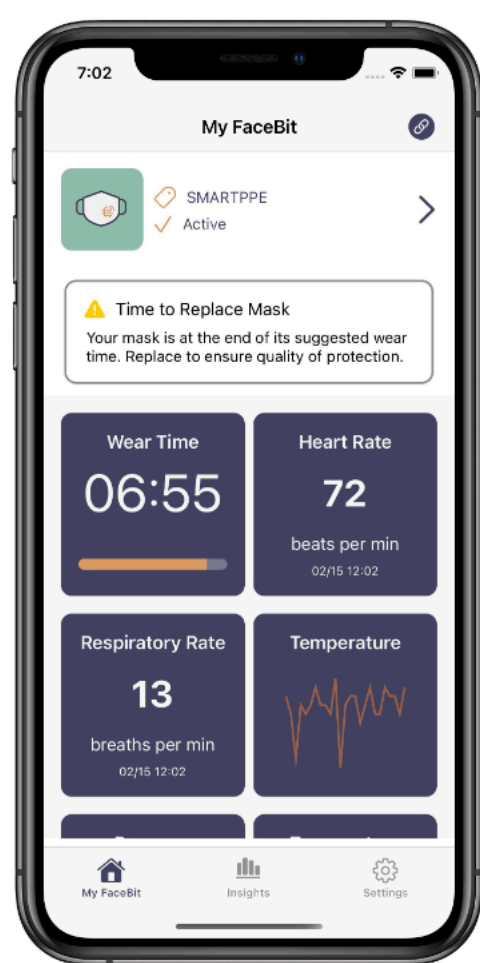 7:02
My FaceBit
SMARTPPE
Active
Time to Replace Mask
Your mask is at the end of its suggested wear
time. Replace to ensure quality of protection.
Wear Time
06:55
Heart Rate
72
beats per min
02/15 12:02
Respiratory Rate
13
breaths per min
02/15 12:02
Temperature
My FaceBit
Insights
Settings